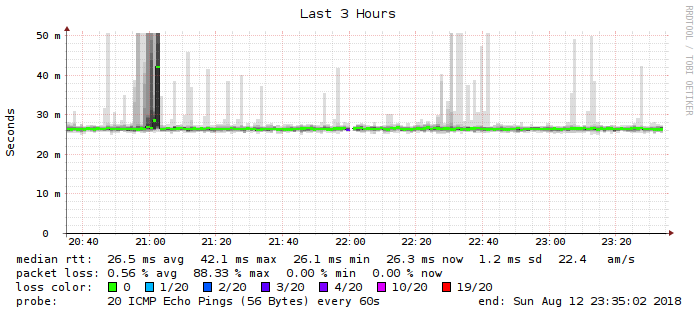 Last 3 Hours
RRDTOOL / TOBI OETIKER
Seconds
50 m
40 m
30 m
20 m
10 m
0
20:40 21:00 21:20 21:40 22:00 22:20 22:40 23:00 23:20
median rtt: 26.5 ms avg 42.1 ms max 26.1 ms min 26.3 ms now 1.2 ms sd 22.4 am/s
packet loss: 0.56 % avg 88.33 % max 0.00 % min 0.00 % now
loss color: 0 1/20 2/20 3/20 4/20 10/20 19/20
probe: 20 ICMP Echo Pings (56 Bytes) every 60s end: Sun Aug 12 23:35:02 2018